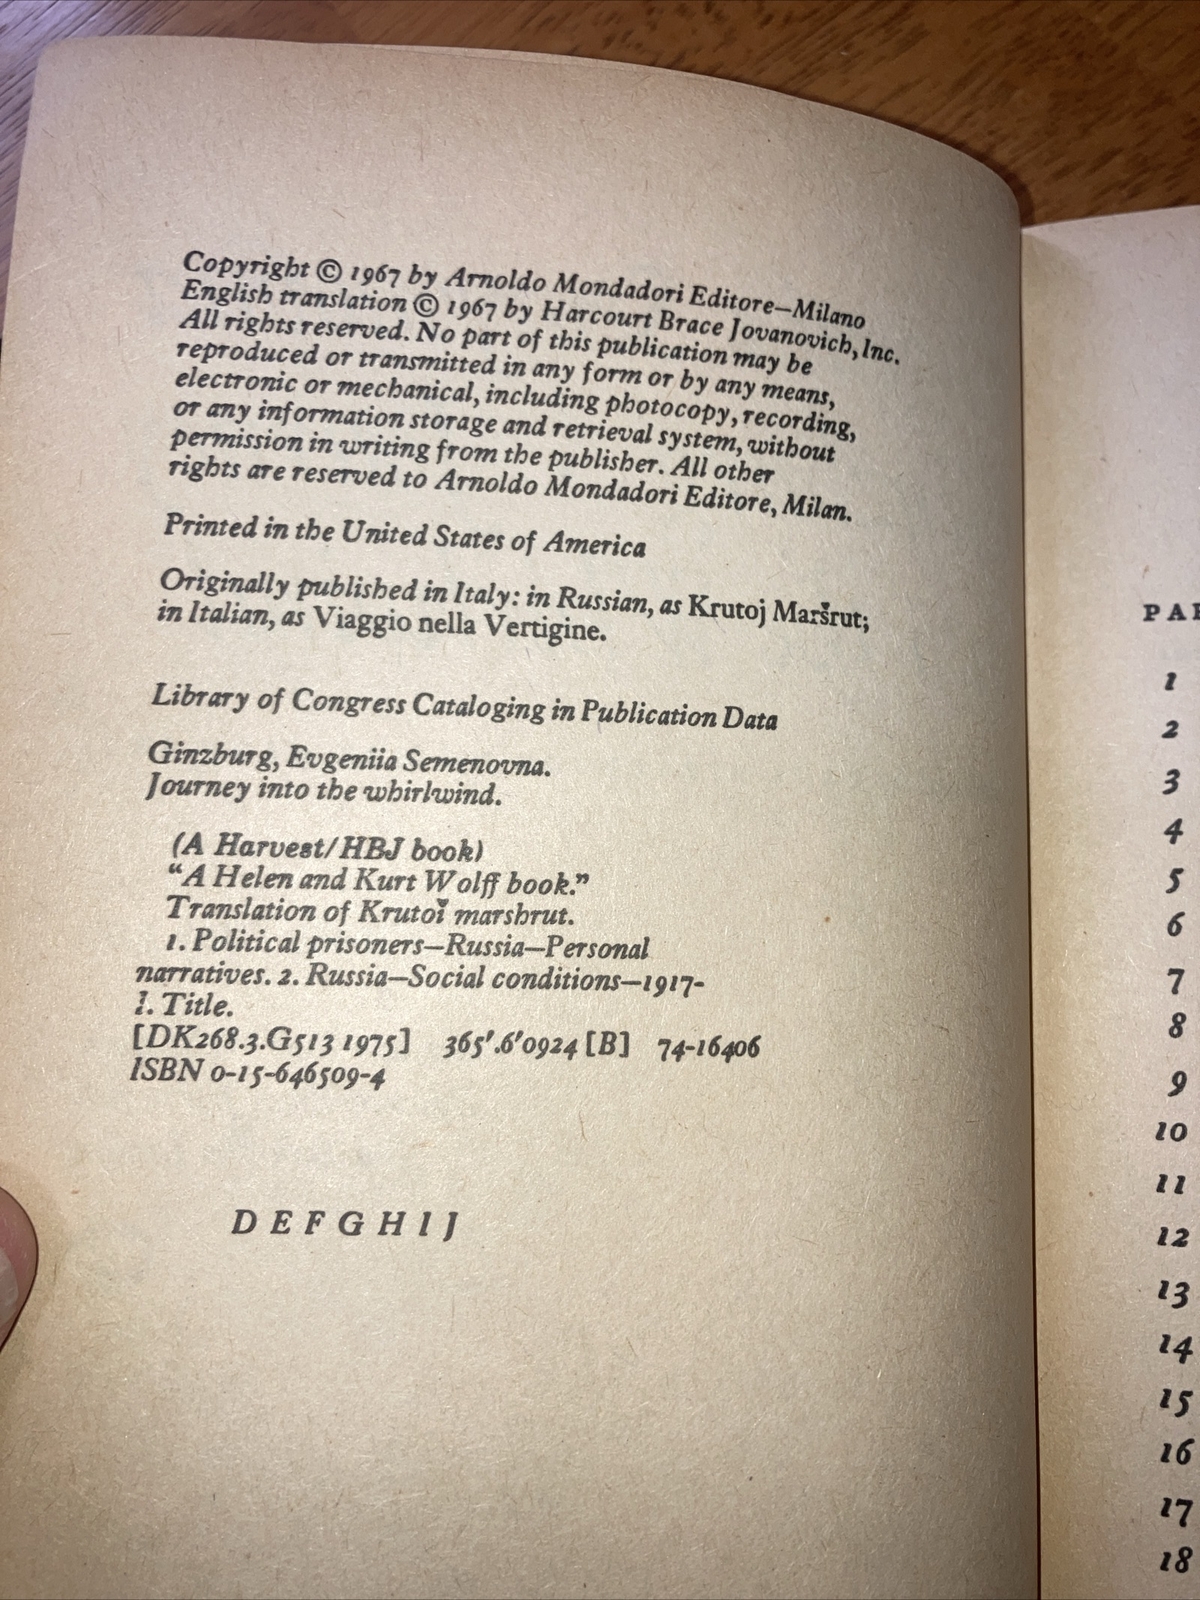 Copyright © 1967 by Arnoldo Mondadori Editore—Milano
English translation © 1967 by Harcourt Brace Jovanovich, Inc.
All rights reserved. No part of this publication may be
reproduced or transmitted in any form or by any means,
electronic or mechanical, including photocopy, recording,
or any information storage and retrieval system, without
permission in writing from the publisher. All other
rights are reserved to Arnoldo Mondadori Editore, Milan.
Printed in the United States of America
Originally published in Italy: in Russian, as Krutoj Maršrut;
in Italian, as Viaggio nella Vertigine.
Library of Congress Cataloging in Publication Data
Ginzburg, Evgeniia Semenovna.
Journey into the whirlwind.
(A Harvest/HBJ book)
“A Helen and Kurt Wolff book.”
Translation of Krutoĭ marshrut.
1. Political prisoners—Russia—Personal
narratives. 2. Russia—Social conditions—1917-
I. Title.
[DK268.3.G513 1975] 365'.6'0924 [B] 74-16406
ISBN 0-15-646509-4
D E F G H I J
1
2
3
4
5
6
7
8
9
10
11
12
13
14
15
16
17
18